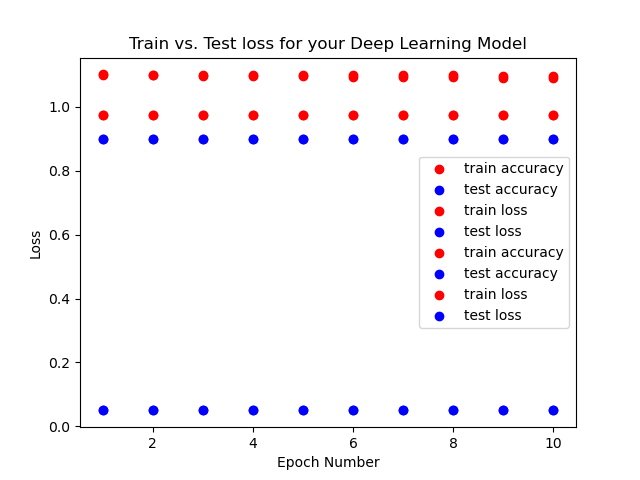 Train vs. Test loss for your Deep Learning Model
1.0
0.8
0.6
0.4
0.2
0.0
Loss
train accuracy
test accuracy
train loss
test loss
train accuracy
test accuracy
train loss
test loss
2 4 6 8 10
Epoch Number